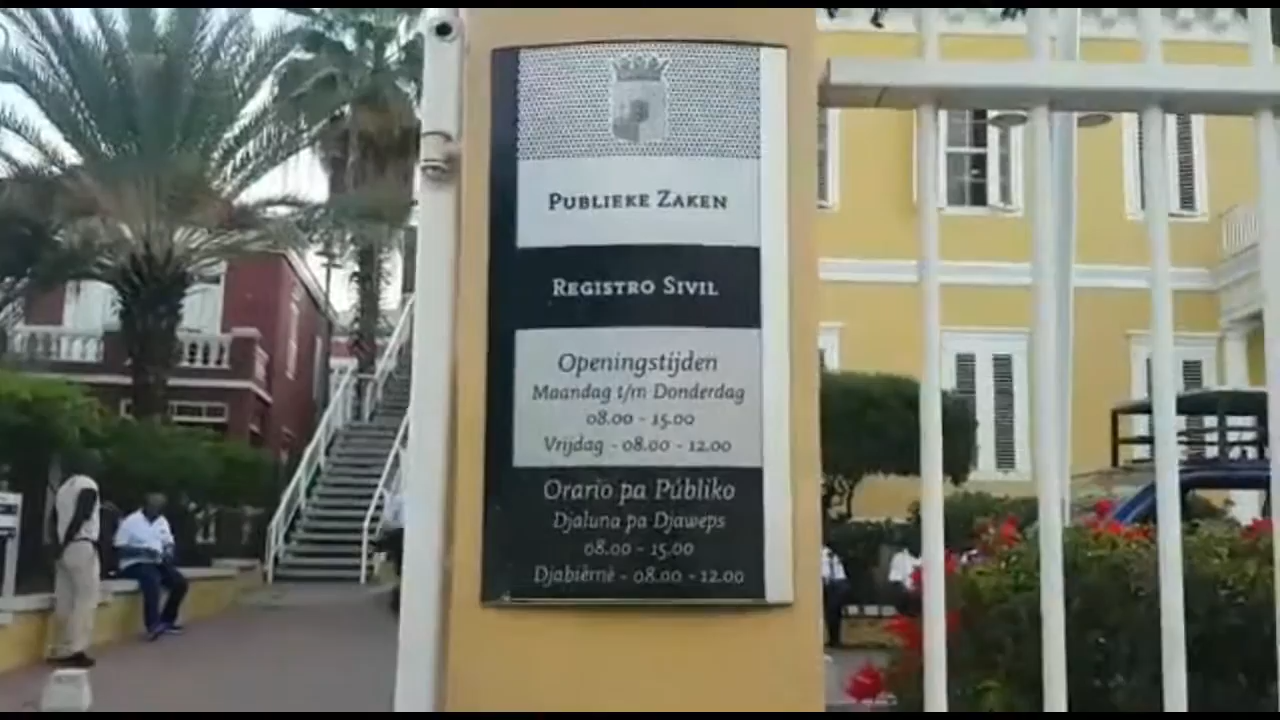 PUBLIEKE ZAKEN
REGISTRO SIVIL
Openingstijden
Maandag t/m Donderdag
08.00 - 15.00
Vrijdag - 08.00 - 12.00
Orario pa Públiko
Djaluna pa Djaweps
08.00 - 15.00
Djabièrnè - 08.00 - 12.00